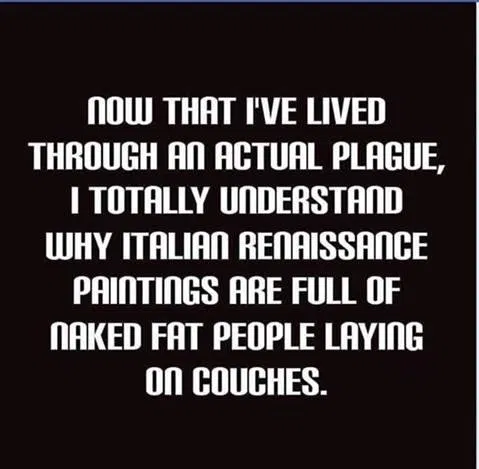 NOW THAT I'VE LIVED
THROUGH AN ACTUAL PLAGUE,
I TOTALLY UNDERSTAND
WHY ITALIAN RENAISSANCE
PAINTINGS ARE FULL OF
NAKED FAT PEOPLE LAYING
ON COUCHES.